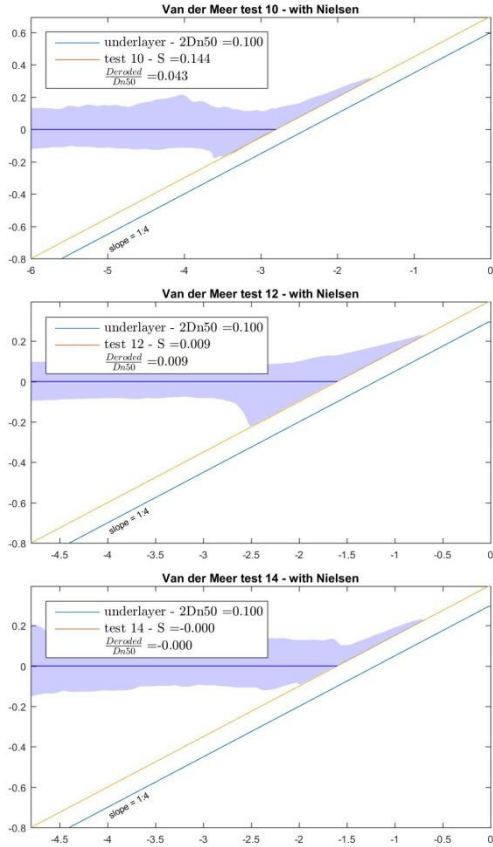 Van der Meer test 10 - with Nielsen
underlayer - 2Dn50 =0.100
test 10 - S =0.144
Deroded/Dn50 =0.043
0.6
0.4
0.2
0
-0.2
-0.4
-0.6
-0.8
slope = 1:4
-6 -5 -4 -3 -2 -1 0
Van der Meer test 12 - with Nielsen
underlayer - 2Dn50 =0.100
test 12 - S =0.009
Deroded/Dn50 =0.009
0.2
0
-0.2
-0.4
-0.6
-0.8
slope = 1:4
-4.5 -4 -3.5 -3 -2.5 -2 -1.5 -1 -0.5 0
Van der Meer test 14 - with Nielsen
underlayer - 2Dn50 =0.100
test 14 - S =-0.000
Deroded/Dn50 =-0.000
0.2
0
-0.2
-0.4
-0.6
-0.8
slope = 1:4
-4.5 -4 -3.5 -3 -2.5 -2 -1.5 -1 -0.5 0